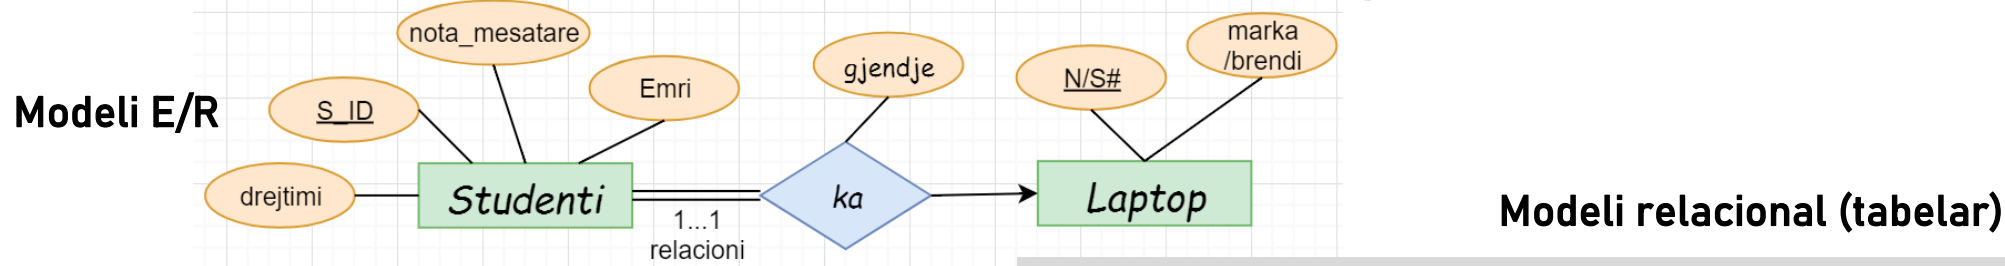 Modeli E/R
nota_mesatare
Emri
S_ID
drejtimi
Studenti
1...1
relacioni
gjendje
ka
N/S#
marka
/brendi
Laptop
Modeli relacional (tabelar)